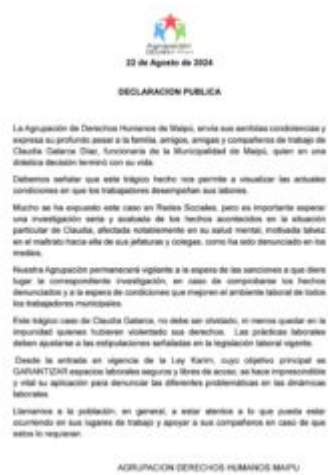 Agrupación
22 de Agosto de 2024
DECLARACION PUBLICA
La Agrupación de Derechos Humanos de Maipú, envía sus sentidas condolencias y
expresa su profundo pesar a la familia, amigos, amigas y compañeros de trabajo de
Claudia Díaz, funcionaria de la Municipalidad de Maipú, quien en una
drástica decisión terminó con su vida.
Debemos señalar que este trágico hecho nos permite a visualizar las actuales
condiciones en que los trabajadores desempeñan sus labores.
Mucho se ha expuesto este caso en Redes Sociales, pero es importante esperar
una investigación seria y acabada de los hechos acontecidos en la situación
particular de Claudia, afectada notablemente en su salud mental, motivada talvez
en el maltrato hacia ella de sus jefaturas y colegas, como ha sido denunciado en los
medios.
Nuestra Agrupación permanecerá vigilante a la espera de las sanciones a que diera
lugar la correspondiente investigación, en caso de comprobarse los hechos
denunciados y a la espera de condiciones que mejoren el ambiente laboral de todos
los trabajadores municipales.
Este trágico caso de Claudia, no debe ser olvidado, ni menos quedar en la
impunidad quienes hubieren violentado sus derechos. Las prácticas laborales
deben ajustarse a las estipulaciones señaladas en la legislación laboral vigente.
Desde la entrada en vigencia de la Ley Karin, cuyo objetivo principal es
GARANTIZAR espacios laborales seguros y libres de acoso, se hace imprescindible
y vital su aplicación para denunciar las diferentes problemáticas en las dinámicas
laborales.
Llamamos a la población, en general, a estar atentos a lo que pueda estar
ocurriendo en sus lugares de trabajo y apoyar a sus compañeros en caso de que
estos lo requieran.
AGRUPACION DERECHOS HUMANOS MAIPU